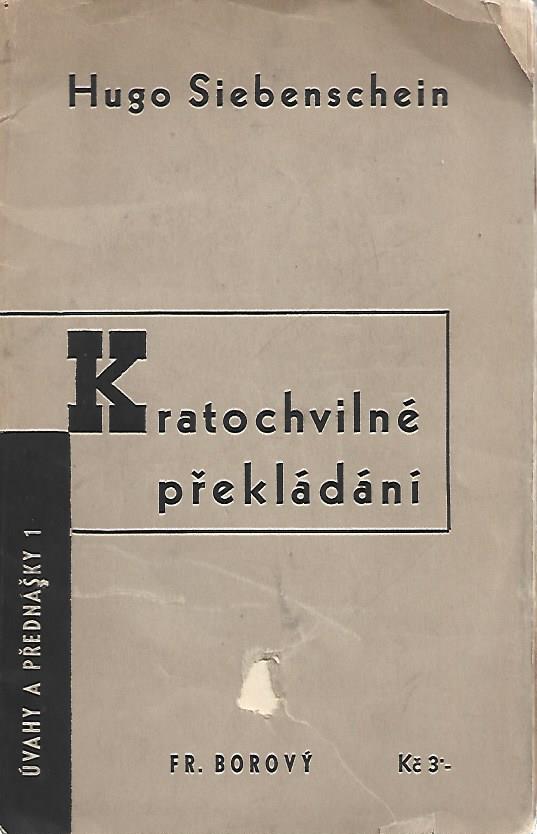 Hugo Siebenschein
Kratochvilné
překládání
ÚVAHY A PŘEDNÁŠKY 1
FR. BOROVÝ
Kč 3·-